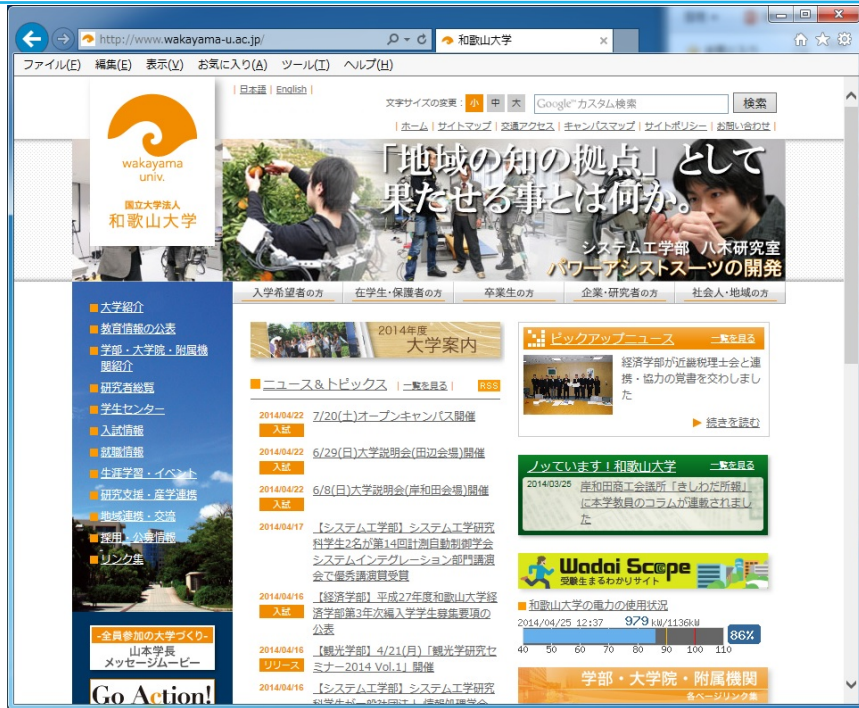 http://www.wakayama-u.ac.jp/
和歌山大学
ファイル(F) 編集(E) 表示(V) お気に入り(A) ツール(T) ヘルプ(H)
| 日本語 | English |
文字サイズの変更: 小 中 大 Google™カスタム検索 検索
| ホーム | サイトマップ | 交通アクセス | キャンパスマップ | サイトポリシー | お問い合わせ |
wakayama
univ.
国立大学法人
和歌山大学
「地域の知の拠点」として
果たせる事とは何か。
システム工学部 八木研究室
パワーアシストスーツの開発
入学希望者の方 在学生・保護者の方 卒業生の方 企業・研究者の方 社会人・地域の方
大学紹介
教育情報の公表
学部・大学院・附属機
関紹介
研究者総覧
学生センター
入試情報
就職情報
生涯学習・イベント
研究支援・産学連携
地域連携・交流
採用・公募情報
リンク集
-全員参加の大学づくり-
山本学長
メッセージムービー
Go Action!
2014年度
大学案内
ニュース&トピックス | 一覧を見る | RSS
2014/04/22 7/20(土)オープンキャンパス開催
入試
2014/04/22 6/29(日)大学説明会(田辺会場)開催
入試
2014/04/22 6/8(日)大学説明会(岸和田会場)開催
入試
2014/04/17 【システム工学部】システム工学研究
科学生2名が第14回計測自動制御学会
システムインテグレーション部門講演
会で優秀講演賞受賞
2014/04/16 【経済学部】平成27年度和歌山大学経
入試 済学部第3年次編入学学生募集要項の
公表
2014/04/16 【観光学部】4/21(月)「観光学研究セ
リリース ミナー2014 Vol.1」開催
2014/04/16 【システム工学部】システム工学研究
科学生が一般社団法人 情報処理学会
ピックアップニュース 一覧を見る
経済学部が近畿税理士会と連
携・協力の覚書を交わしまし
た
続きを読む
ノッています!和歌山大学 一覧を見る
2014/03/25 岸和田商工会議所「きしわだ所報」
に本学教員のコラムが連載されまし
た
Wadai Scope
受験生まるわかりサイト
和歌山大学の電力の使用状況
2014/04/25 12:37 979 kW/1136kW
86%
40 50 60 70 80 90 100 110
学部・大学院・附属機関
各ページリンク集